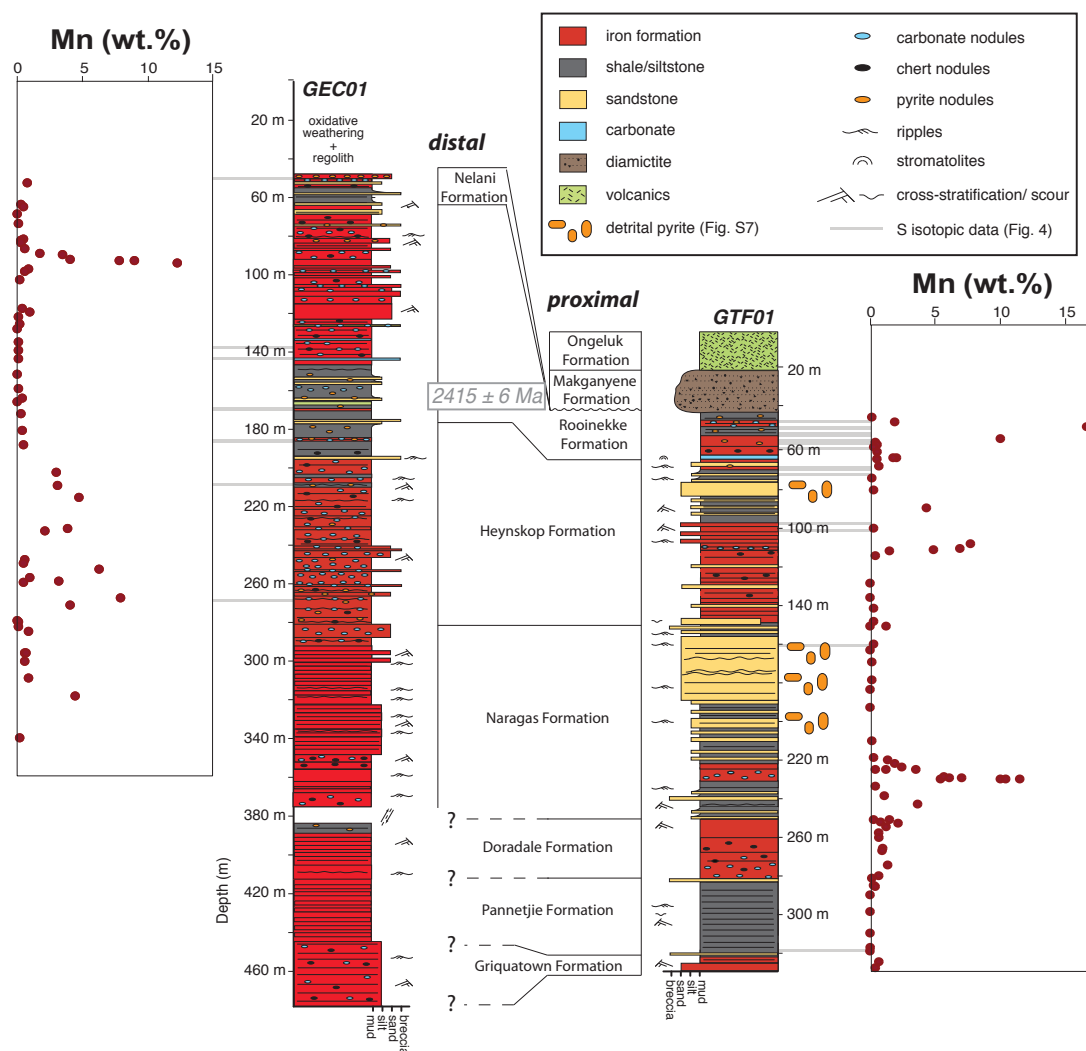 Mn (wt.%)
0 5 10 15
GEC01
oxidative
weathering
+
regolith
20 m
60 m
100 m
140 m
180 m
220 m
260 m
300 m
340 m
380 m
420 m
460 m
Depth (m)
mud
silt
sand
breccia
distal
Nelani
Formation
proximal
Ongeluk
Formation
Makganyene
Formation
2415 ± 6 Ma
Rooinekke
Formation
Heynskop Formation
Naragas Formation
?
Doradale Formation
?
Pannetjie Formation
?
Griquatown Formation
?
iron formation
shale/siltstone
sandstone
carbonate
diamictite
volcanics
detrital pyrite (Fig. S7)
carbonate nodules
chert nodules
pyrite nodules
ripples
stromatolites
cross-stratification/ scour
S isotopic data (Fig. 4)
GTF01
20 m
60 m
100 m
140 m
220 m
260 m
300 m
breccia
sand
silt
mud
Mn (wt.%)
0 5 10 15